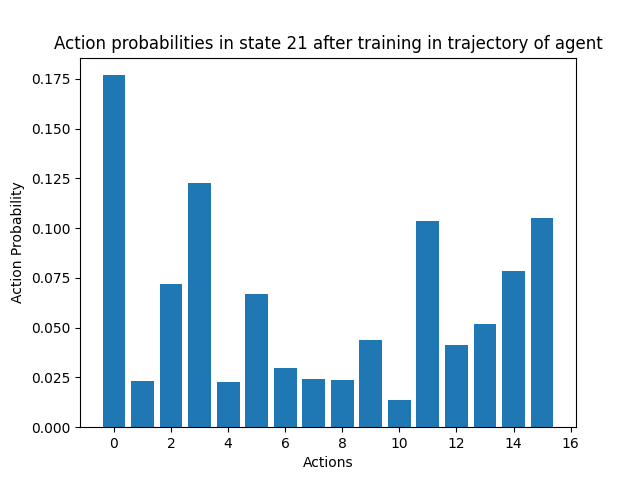 Action probabilities in state 21 after training in trajectory of agent
Action Probability
0.175
0.150
0.125
0.100
0.075
0.050
0.025
0.000
0 2 4 6 8 10 12 14 16
Actions